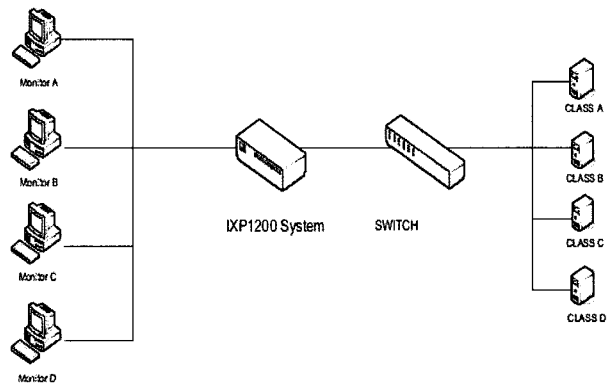 Monitor A
Monitor B
Monitor C
Monitor D
IXP1200 System
SWITCH
CLASS A
CLASS B
CLASS C
CLASS D